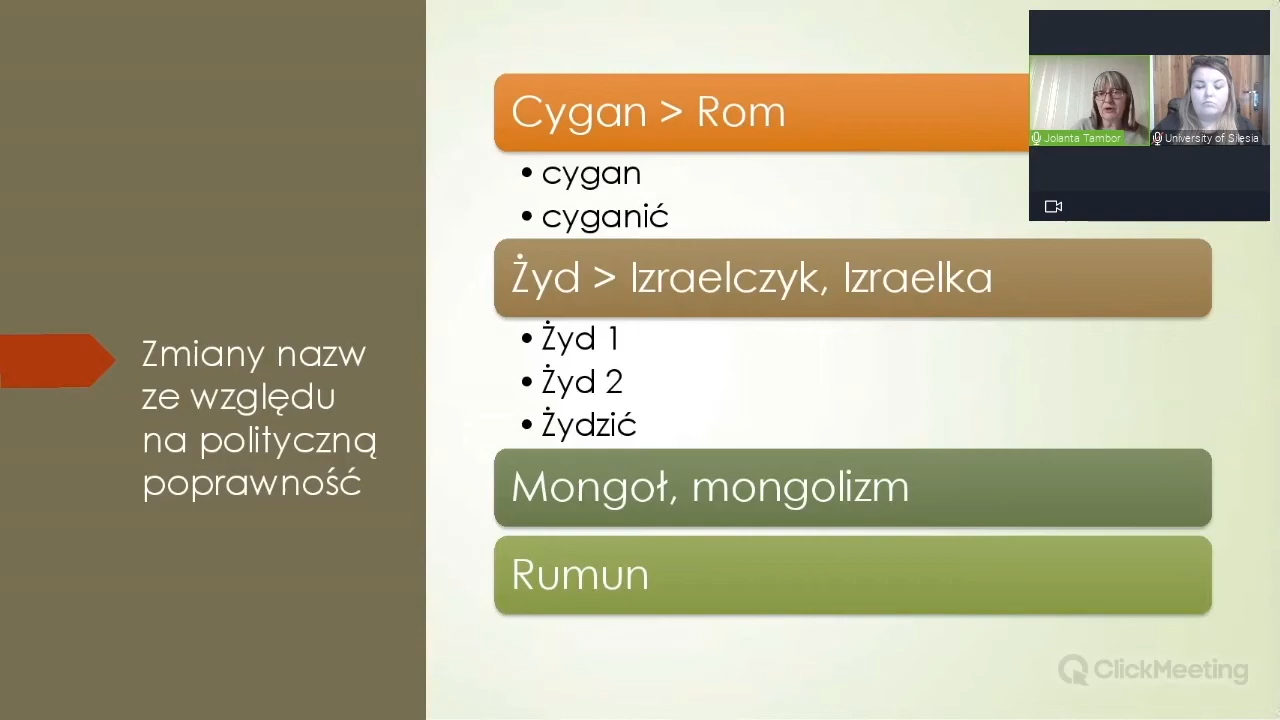 Zmiany nazw
ze względu
na polityczną
poprawność
Cygan > Rom
• cygan
• cyganić
Żyd > Izraelczyk, Izraelka
• Żyd 1
• Żyd 2
• Żydzić
Mongoł, mongolizm
Rumun
Jolanta Tambor
University of Silesia
ClickMeeting